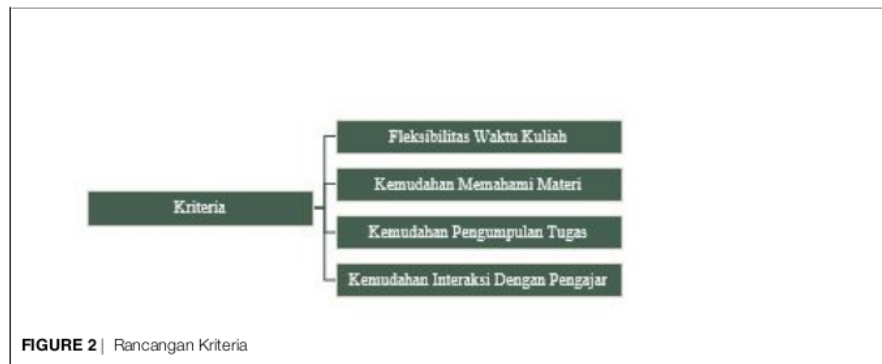 Fleksibilitas Waktu Kuliah
Kemudahan Memahami Materi
Kriteria
Kemudahan Pengumpulan Tugas
Kemudahan Interaksi Dengan Pengajar
FIGURE 2 | Rancangan Kriteria